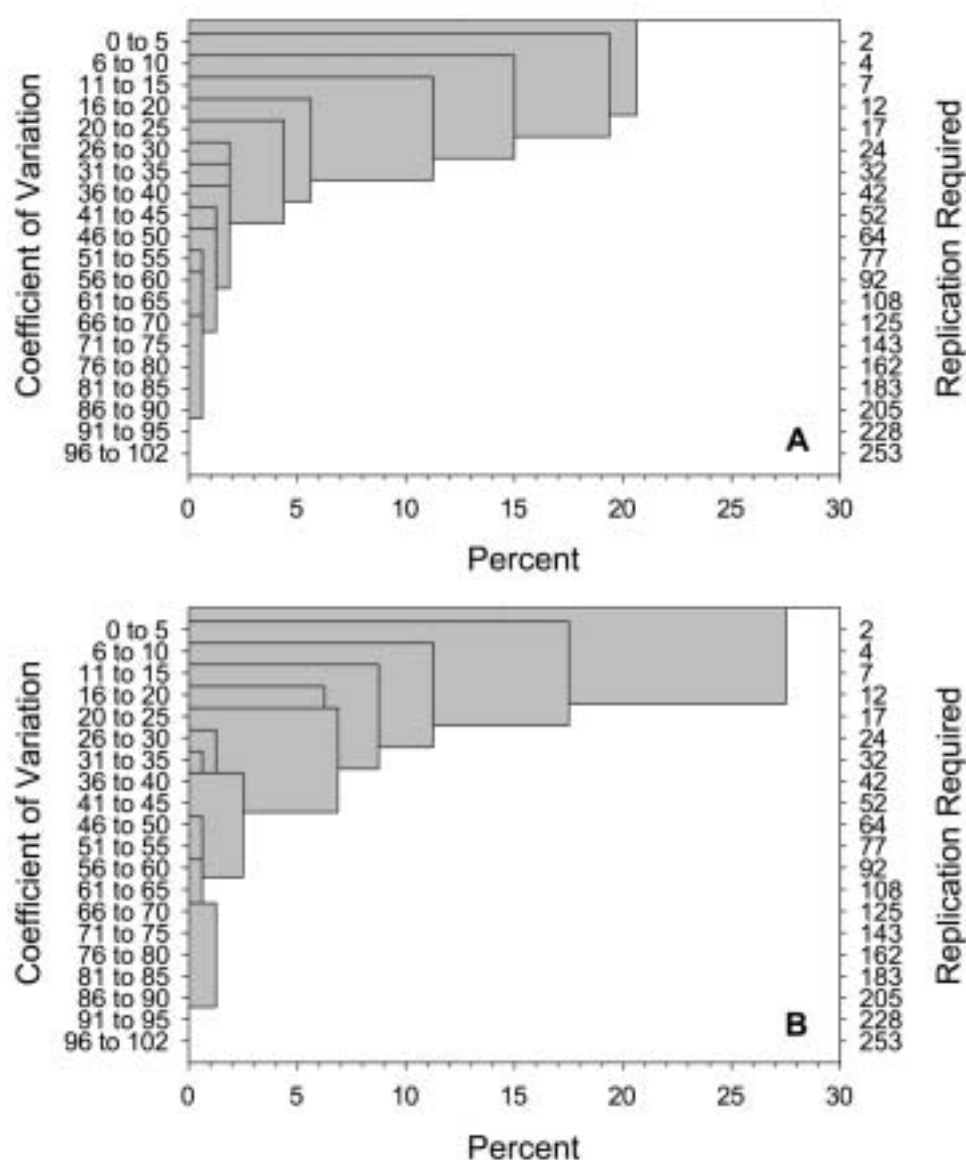 Coefficient of Variation
0 to 5
6 to 10
11 to 15
16 to 20
20 to 25
26 to 30
31 to 35
36 to 40
41 to 45
46 to 50
51 to 55
56 to 60
61 to 65
66 to 70
71 to 75
76 to 80
81 to 85
86 to 90
91 to 95
96 to 102
2
4
7
12
17
24
32
42
52
64
77
92
108
125
143
162
183
205
228
253
Replication Required
A
0 5 10 15 20 25 30
Percent
Coefficient of Variation
0 to 5
6 to 10
11 to 15
16 to 20
20 to 25
26 to 30
31 to 35
36 to 40
41 to 45
46 to 50
51 to 55
56 to 60
61 to 65
66 to 70
71 to 75
76 to 80
81 to 85
86 to 90
91 to 95
96 to 102
2
4
7
12
17
24
32
42
52
64
77
92
108
125
143
162
183
205
228
253
Replication Required
B
0 5 10 15 20 25 30
Percent